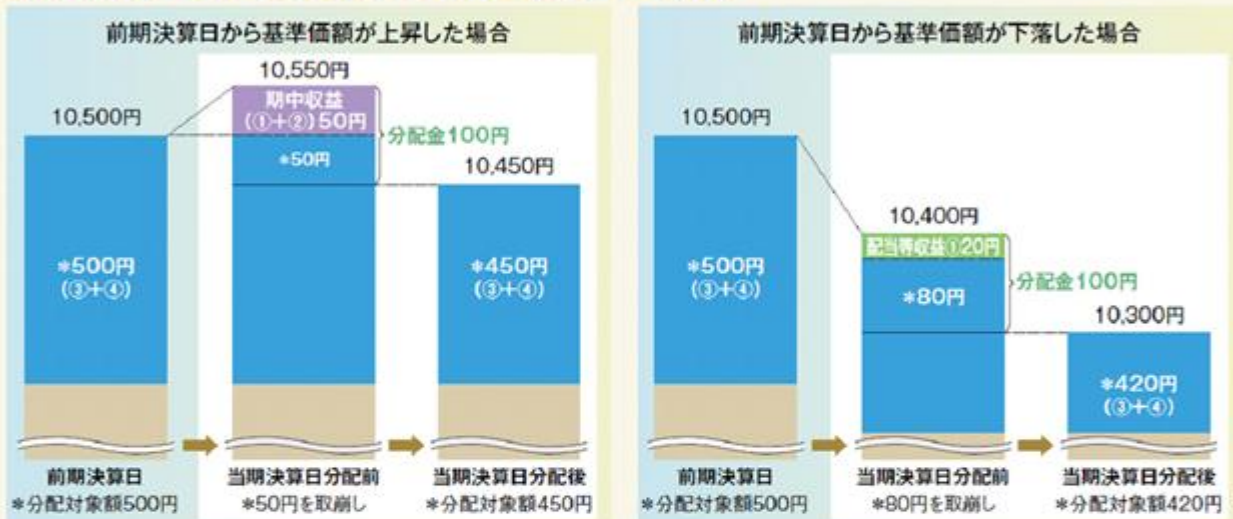 前期決算日から基準価額が上昇した場合
10,500円
10,550円
期中収益
(①+②)50円
*50円
分配金100円
10,450円
*500円
(③+④)
*450円
(③+④)
前期決算日
当期決算日分配前
当期決算日分配後
*分配対象額500円
*50円を取崩し
*分配対象額450円
前期決算日から基準価額が下落した場合
10,500円
10,400円
配当等収益①20円
*80円
分配金100円
10,300円
*500円
(③+④)
*420円
(③+④)
前期決算日
当期決算日分配前
当期決算日分配後
*分配対象額500円
*80円を取崩し
*分配対象額420円